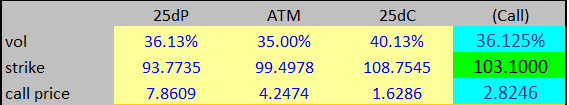 25dP ATM 25dC (Call)
vol 36.13% 35.00% 40.13% 36.125%
strike 93.7735 99.4978 108.7545 103.1000
call price 7.8609 4.2474 1.6286 2.8246